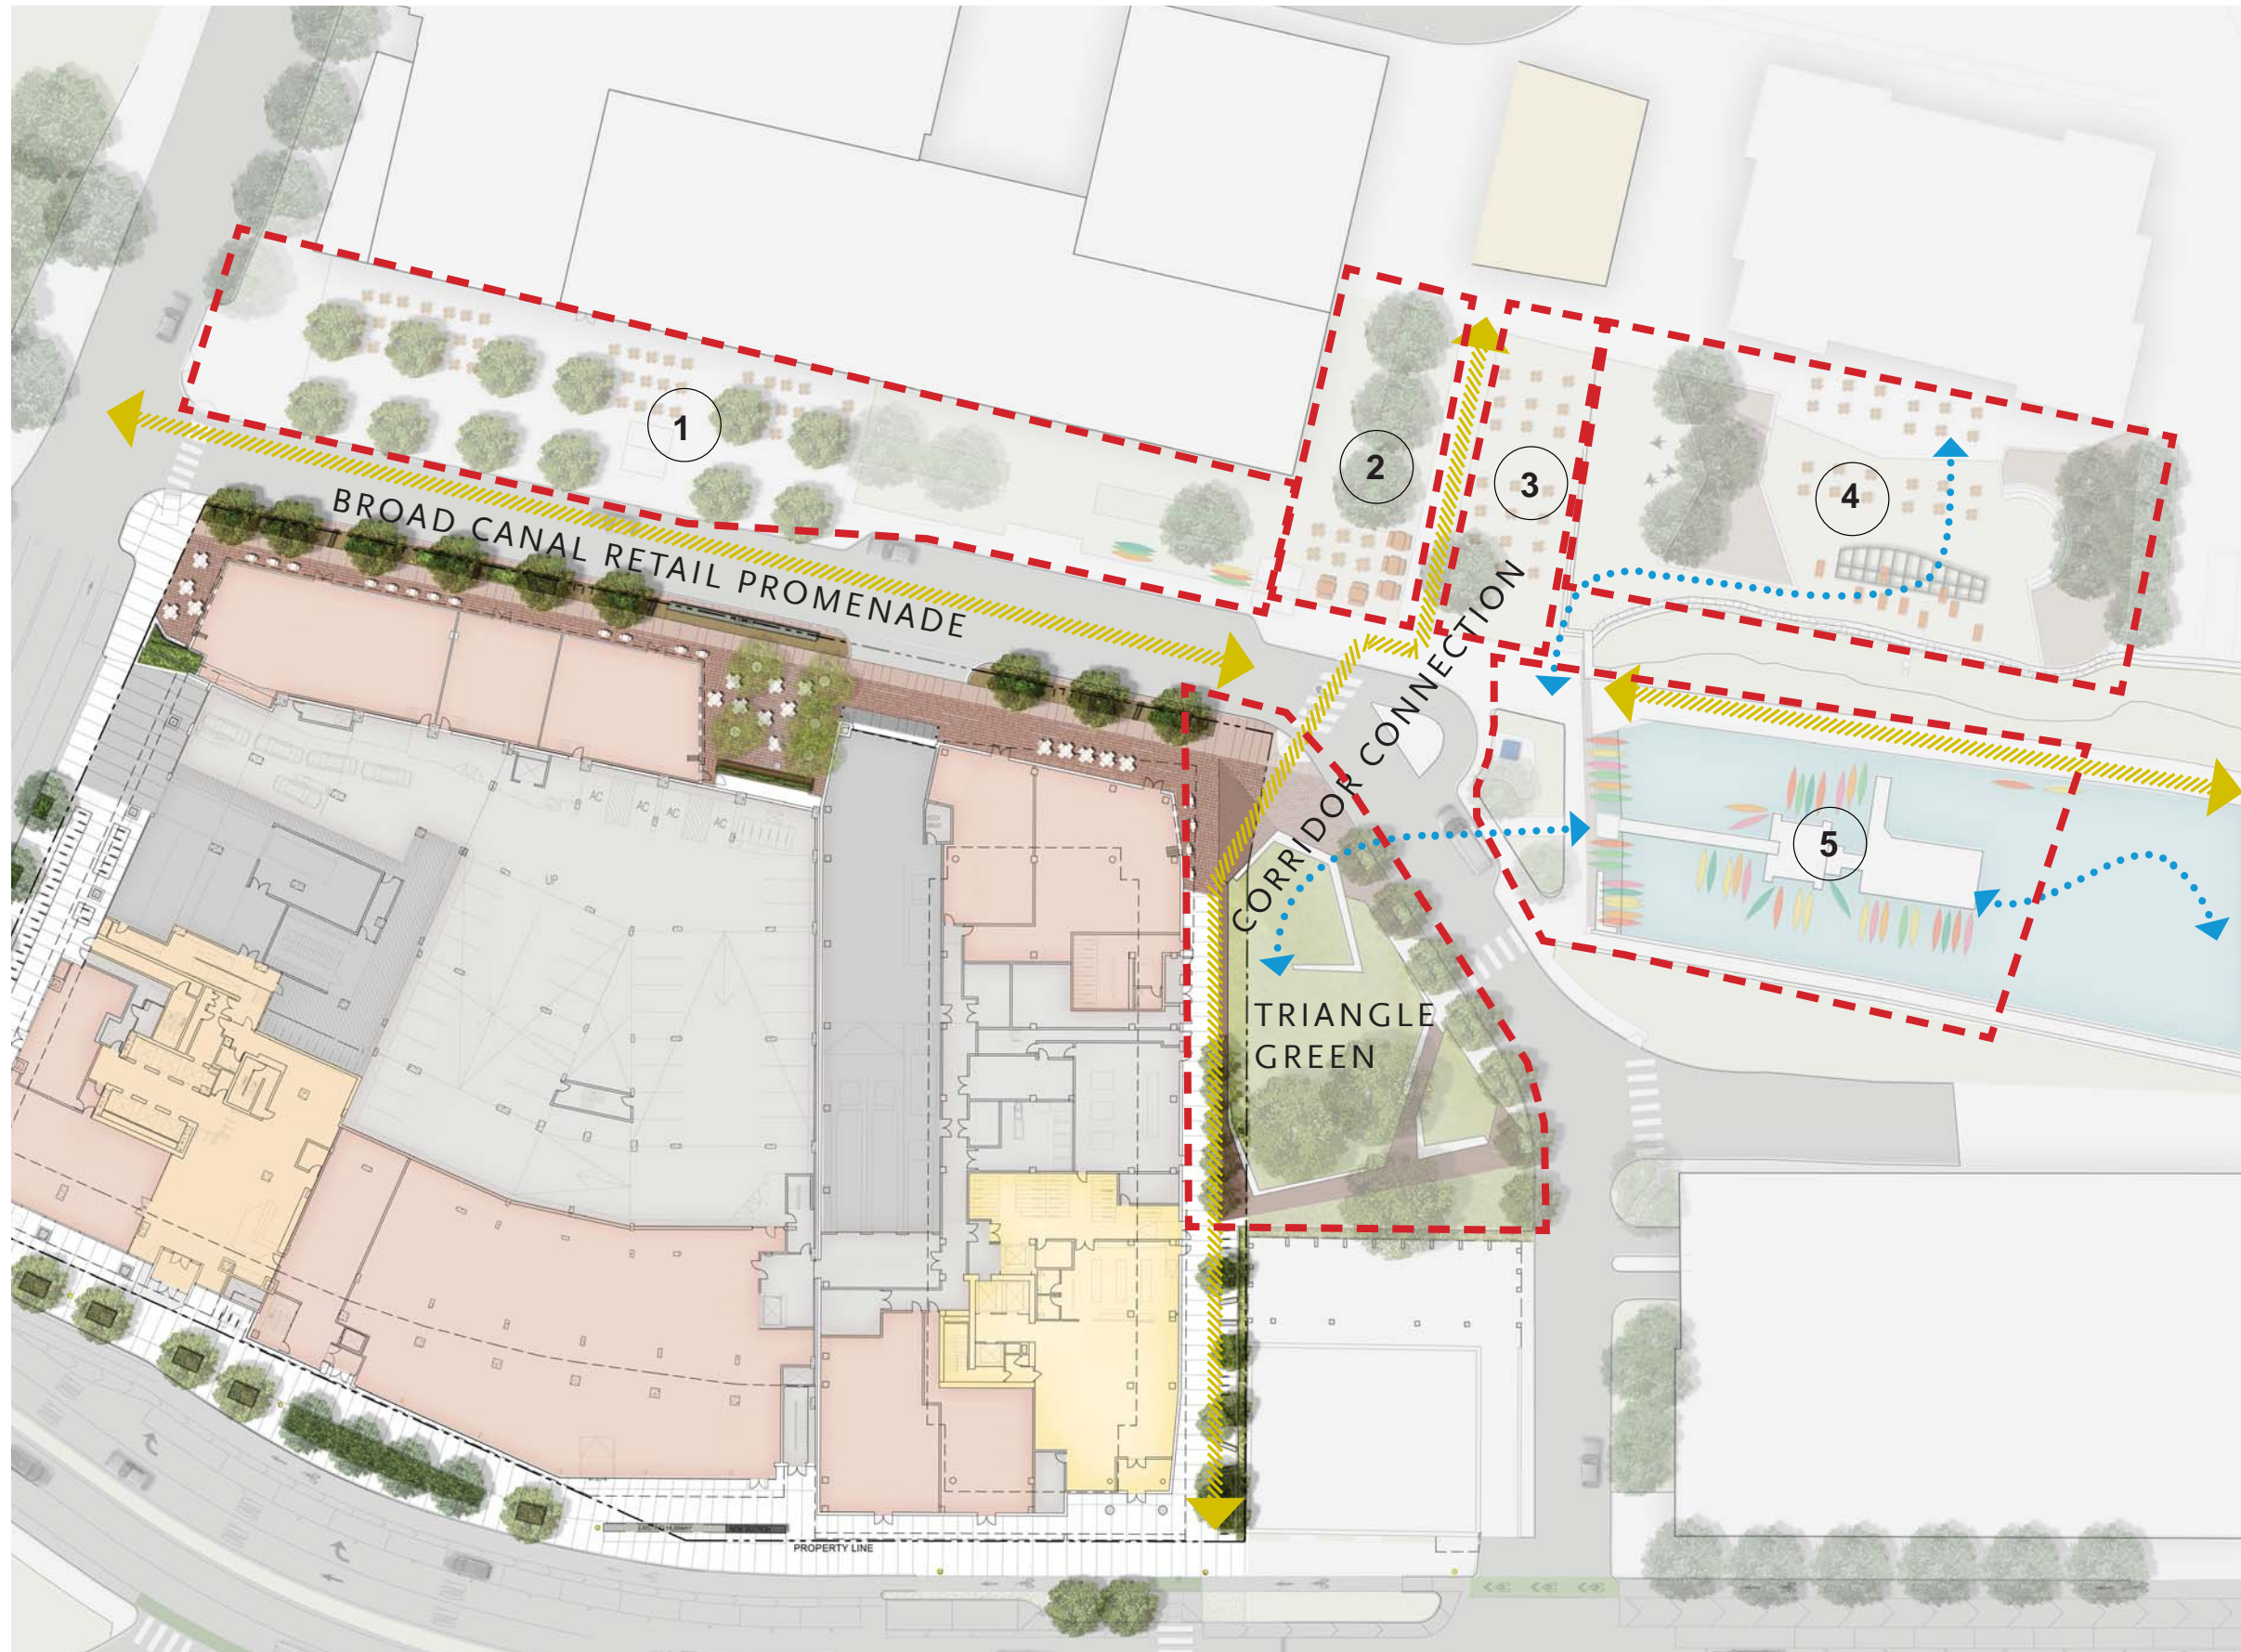 1
2
3
4
5
BROAD CANAL RETAIL PROMENADE
CORRIDOR CONNECTION
TRIANGLE
GREEN
AC
AC
AC
AC
UP
PROPERTY LINE